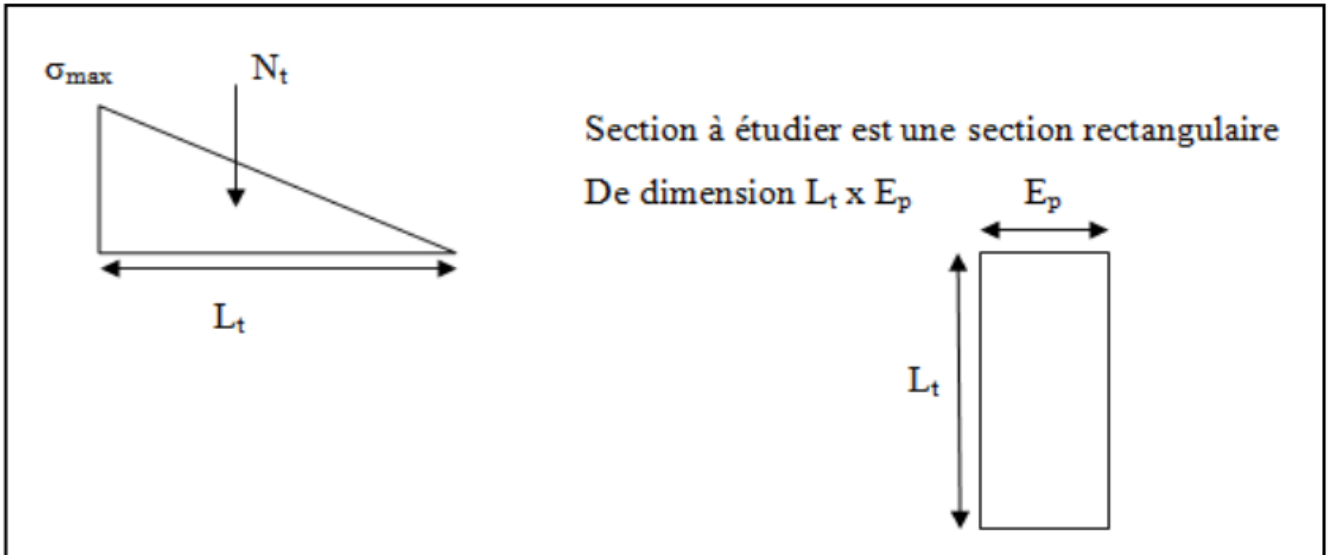 σmax
Nt
Section à étudier est une section rectangulaire
De dimension Lt x Ep
Ep
Lt
Lt